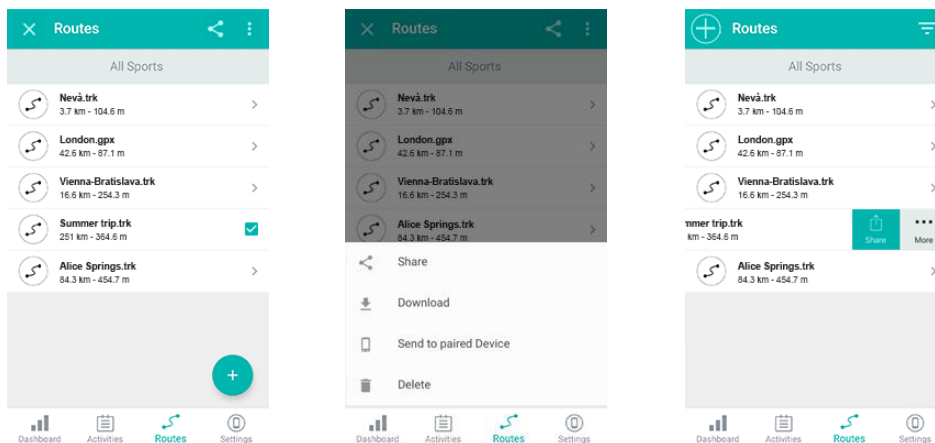 Routes
All Sports
Nevà.trk
3.7 km - 104.6 m
London.gpx
42.6 km - 87.1 m
Vienna-Bratislava.trk
16.6 km - 254.3 m
Summer trip.trk
251 km - 364.6 m
Alice Springs.trk
84.3 km - 454.7 m
Dashboard Activities Routes Settings
Routes
All Sports
Nevà.trk
3.7 km - 104.6 m
London.gpx
42.6 km - 87.1 m
Vienna-Bratislava.trk
16.6 km - 254.3 m
Alice Springs.trk
84.3 km - 454.7 m
Share
Download
Send to paired Device
Delete
Dashboard Activities Routes Settings
Routes
All Sports
Nevà.trk
3.7 km - 104.6 m
London.gpx
42.6 km - 87.1 m
Vienna-Bratislava.trk
16.6 km - 254.3 m
mmer trip.trk
km - 364.6 m
Share More
Alice Springs.trk
84.3 km - 454.7 m
Dashboard Activities Routes Settings